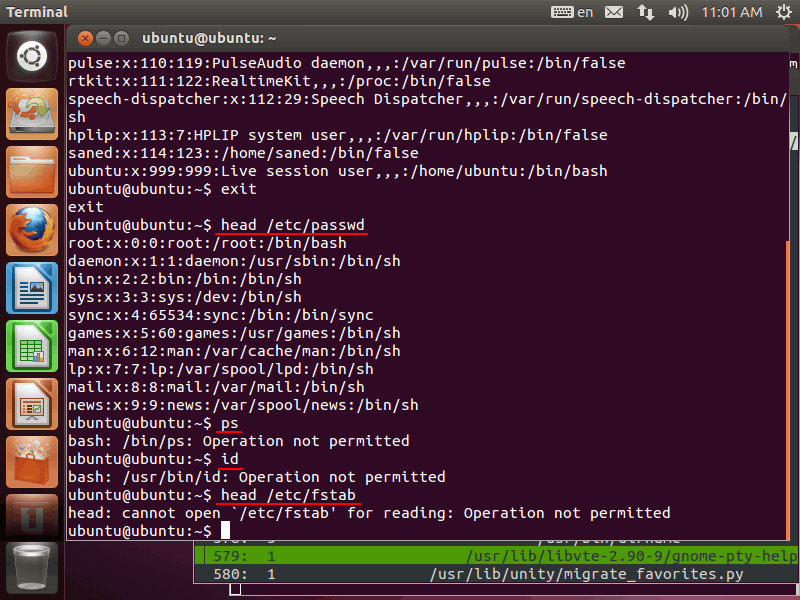 Terminal
en
11:01 AM
ubuntu@ubuntu: ~
pulse:x:110:119:PulseAudio daemon,,,:/var/run/pulse:/bin/false
rtkit:x:111:122:RealtimeKit,,,:/proc:/bin/false
speech-dispatcher:x:112:29:Speech Dispatcher,,,:/var/run/speech-dispatcher:/bin/
sh
hplip:x:113:7:HPLIP system user,,,:/var/run/hplip:/bin/false
saned:x:114:123::/home/saned:/bin/false
ubuntu:x:999:999:Live session user,,,:/home/ubuntu:/bin/bash
ubuntu@ubuntu:~$ exit
exit
ubuntu@ubuntu:~$ head /etc/passwd
root:x:0:0:root:/root:/bin/bash
daemon:x:1:1:daemon:/usr/sbin:/bin/sh
bin:x:2:2:bin:/bin:/bin/sh
sys:x:3:3:sys:/dev:/bin/sh
sync:x:4:65534:sync:/bin:/bin/sync
games:x:5:60:games:/usr/games:/bin/sh
man:x:6:12:man:/var/cache/man:/bin/sh
lp:x:7:7:lp:/var/spool/lpd:/bin/sh
mail:x:8:8:mail:/var/mail:/bin/sh
news:x:9:9:news:/var/spool/news:/bin/sh
ubuntu@ubuntu:~$ ps
bash: /bin/ps: Operation not permitted
ubuntu@ubuntu:~$ id
bash: /usr/bin/id: Operation not permitted
ubuntu@ubuntu:~$ head /etc/fstab
head: cannot open `/etc/fstab' for reading: Operation not permitted
ubuntu@ubuntu:~$
579: 1 /usr/lib/libvte-2.90-9/gnome-pty-help
580: 1 /usr/lib/unity/migrate_favorites.py